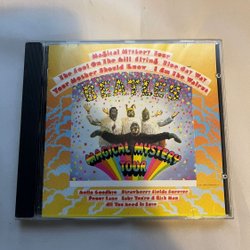 Magical Mystery Tour
The Fool On The Hill Flying Blue Jay Way
Your Mother Should Know I Am The Walrus
BEATLES
MAGICAL MYSTERY
TOUR
Hello Goodbye Strawberry Fields Forever
Penny Lane Baby You're A Rich Man
All You Need Is Love